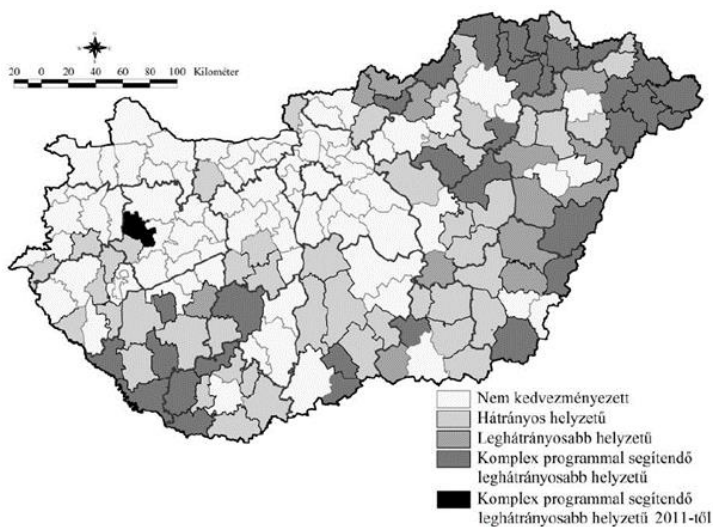 20 0 20 40 60 80 100 Kilométer
Nem kedvezményezett
Hátrányos helyzetű
Leghátrányosabb helyzetű
Komplex programmal segítendő
leghátrányosabb helyzetű
Komplex programmal segítendő
leghátrányosabb helyzetű 2011-től